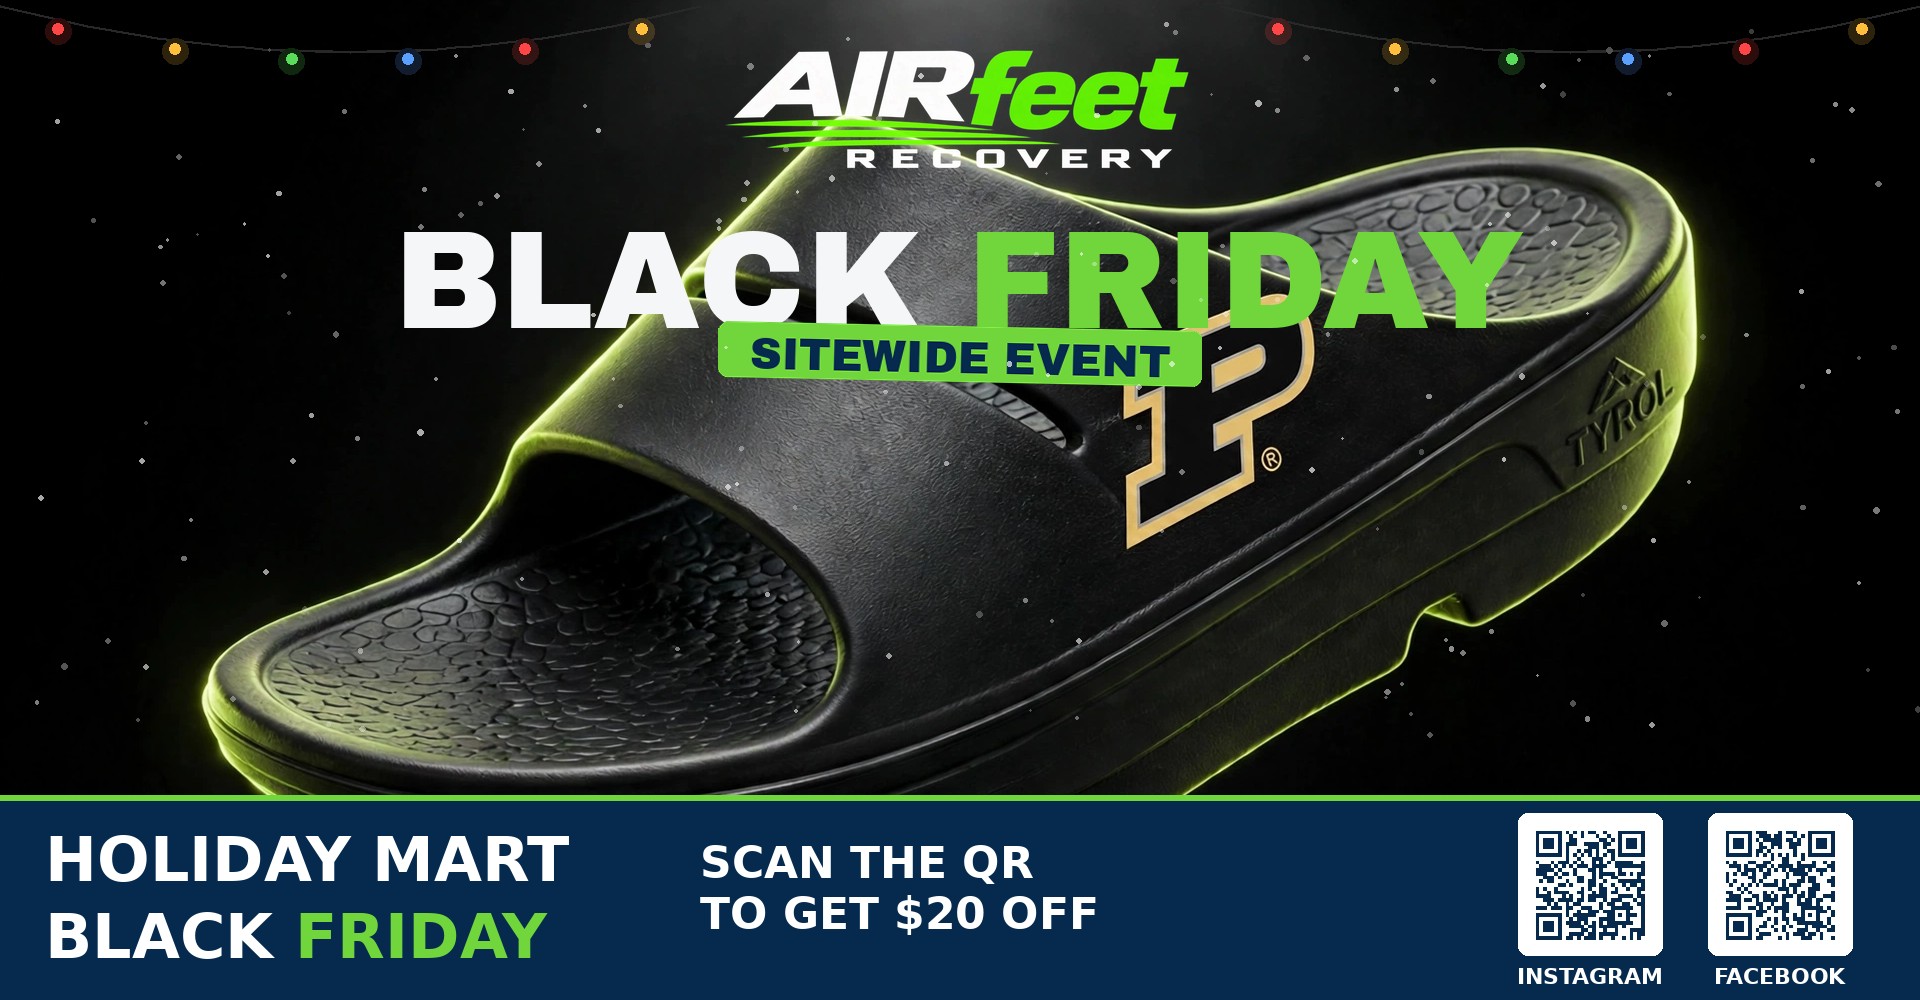 AIRfeet
RECOVERY
BLACK FRIDAY
SITEWIDE EVENT
P®
TYROL
HOLIDAY MART
BLACK FRIDAY
SCAN THE QR
TO GET $20 OFF
INSTAGRAM
FACEBOOK